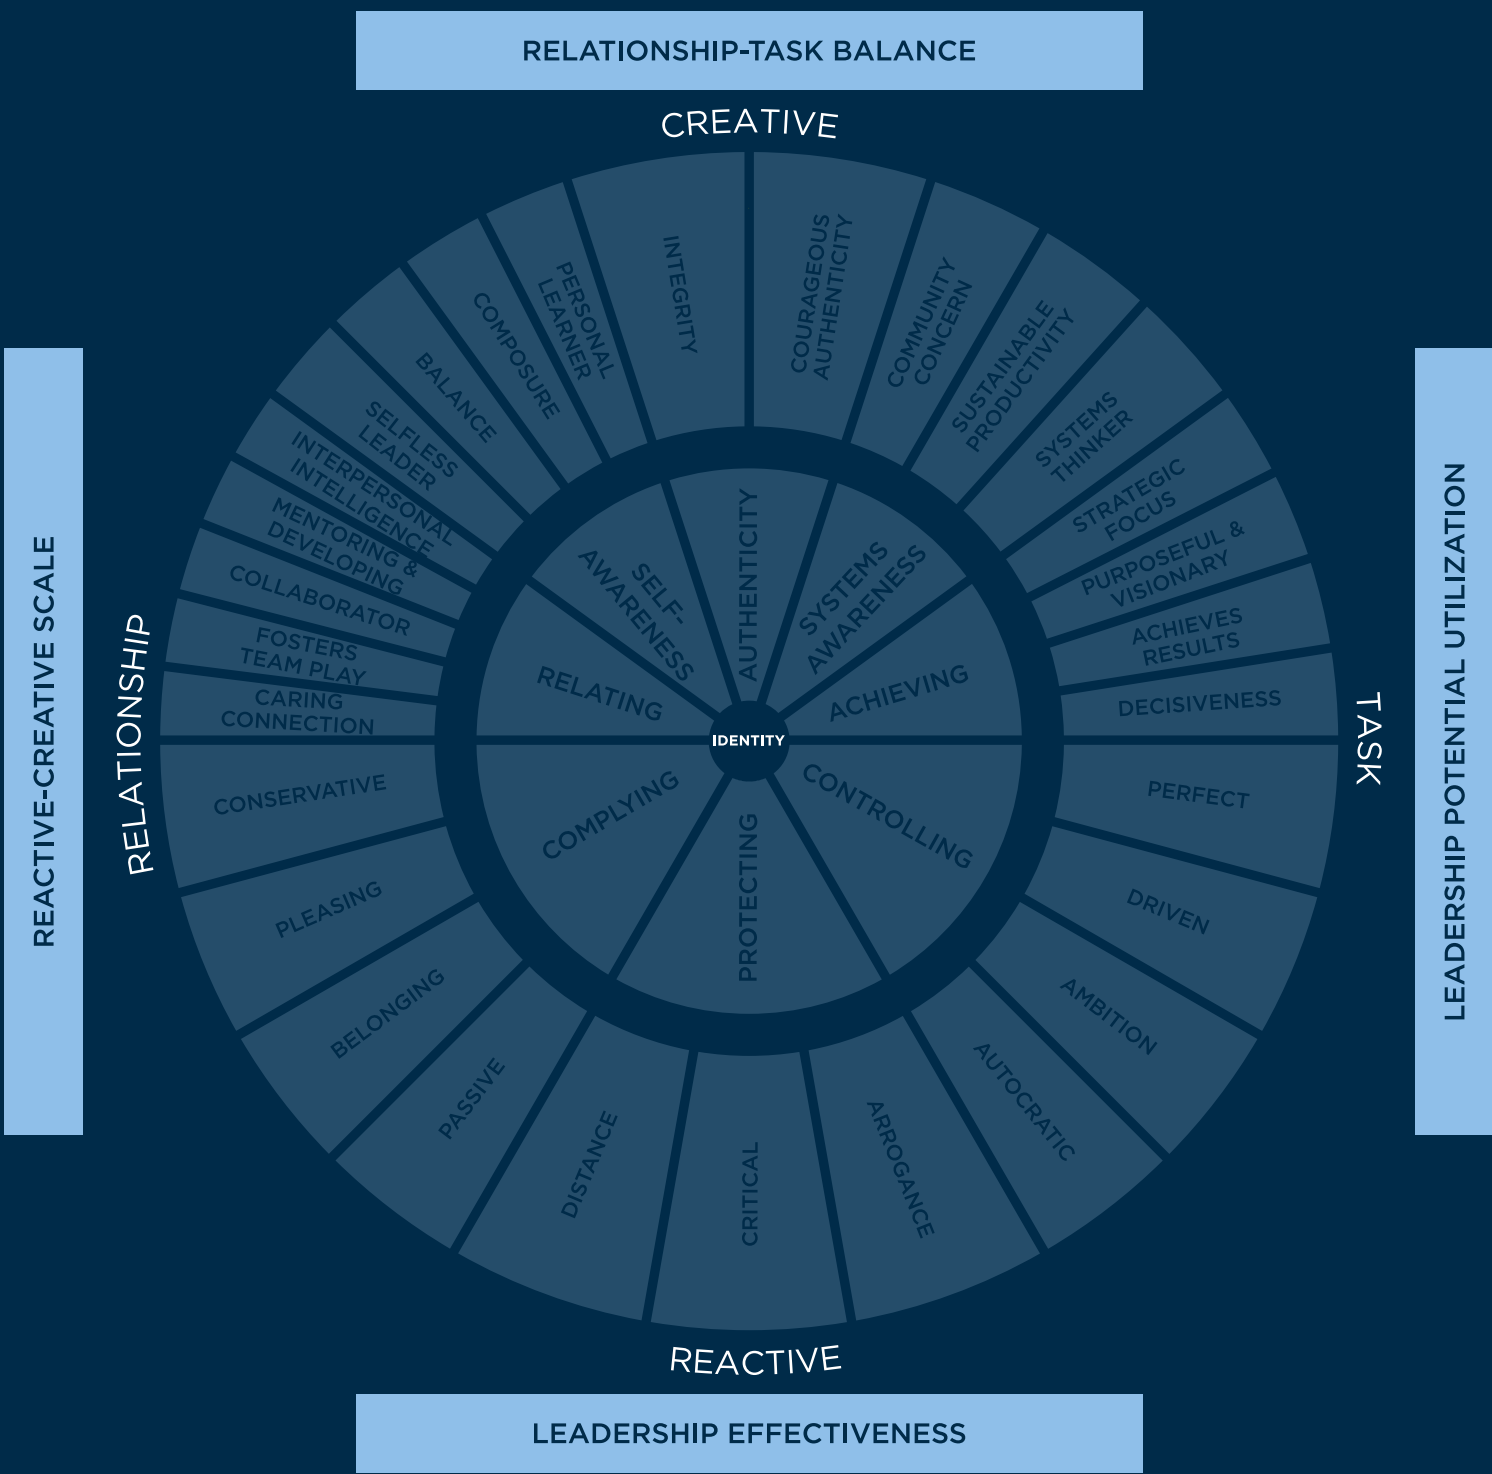 RELATIONSHIP-TASK BALANCE
CREATIVE
INTEGRITY
COURAGEOUS
AUTHENTICITY
COMMUNITY
CONCERN
SUSTAINABLE
PRODUCTIVITY
SYSTEMS
THINKER
STRATEGIC
FOCUS
PURPOSEFUL &
VISIONARY
ACHIEVES
RESULTS
DECISIVENESS
PERSONAL
LEARNER
COMPOSURE
BALANCE
SELFLESS
LEADER
INTERPERSONAL
INTELLIGENCE
MENTORING &
DEVELOPING
COLLABORATOR
FOSTERS
TEAM PLAY
CARING
CONNECTION
RELATING
SELF-
AWARENESS
AUTHENTICITY
SYSTEMS
AWARENESS
ACHIEVING
IDENTITY
COMPLYING
PROTECTING
CONTROLLING
REACTIVE-CREATIVE SCALE
RELATIONSHIP
TASK
LEADERSHIP POTENTIAL UTILIZATION
CONSERVATIVE
PLEASING
BELONGING
PASSIVE
DISTANCE
CRITICAL
ARROGANCE
AUTOCRATIC
AMBITION
DRIVEN
PERFECT
REACTIVE
LEADERSHIP EFFECTIVENESS